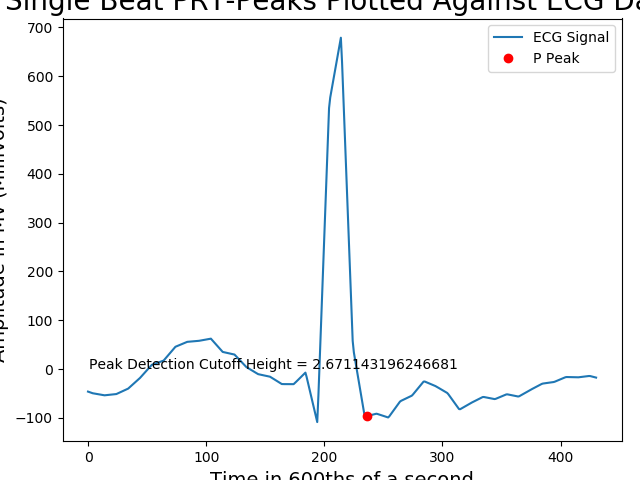 Single Beat PRT-Peaks Plotted Against ECG Da
700
600
500
400
300
200
100
0
−100
Amplitude in MV (Millivolts)
ECG Signal
P Peak
Peak Detection Cutoff Height = 2.671143196246681
0
100
200
300
400
Time in 600ths of a second